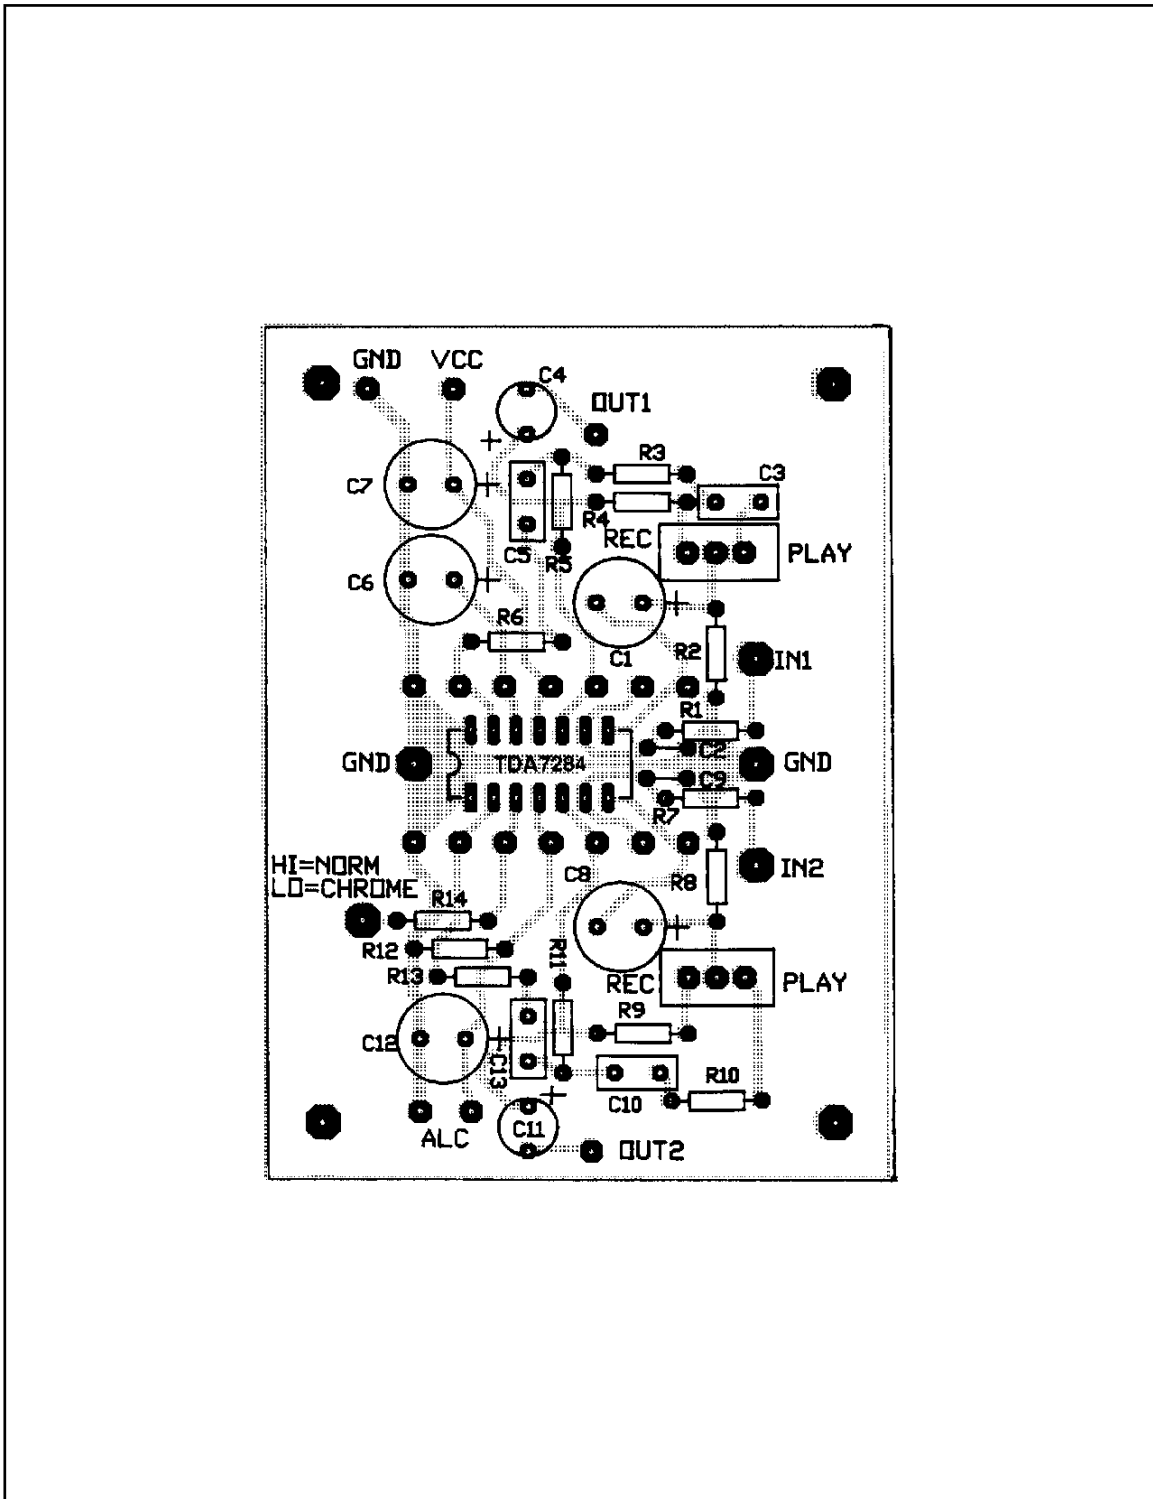 GND
VCC
C4
OUT1
R3
C3
C7
R4
REC
PLAY
C5
R5
C6
R6
C1
R2
IN1
R1
C2
GND
TDA7284
GND
C9
R7
HI=NORM
LO=CHROME
C8
R8
IN2
R14
R12
R11
R13
REC
PLAY
R9
C12
C13
C10
R10
ALC
C11
OUT2